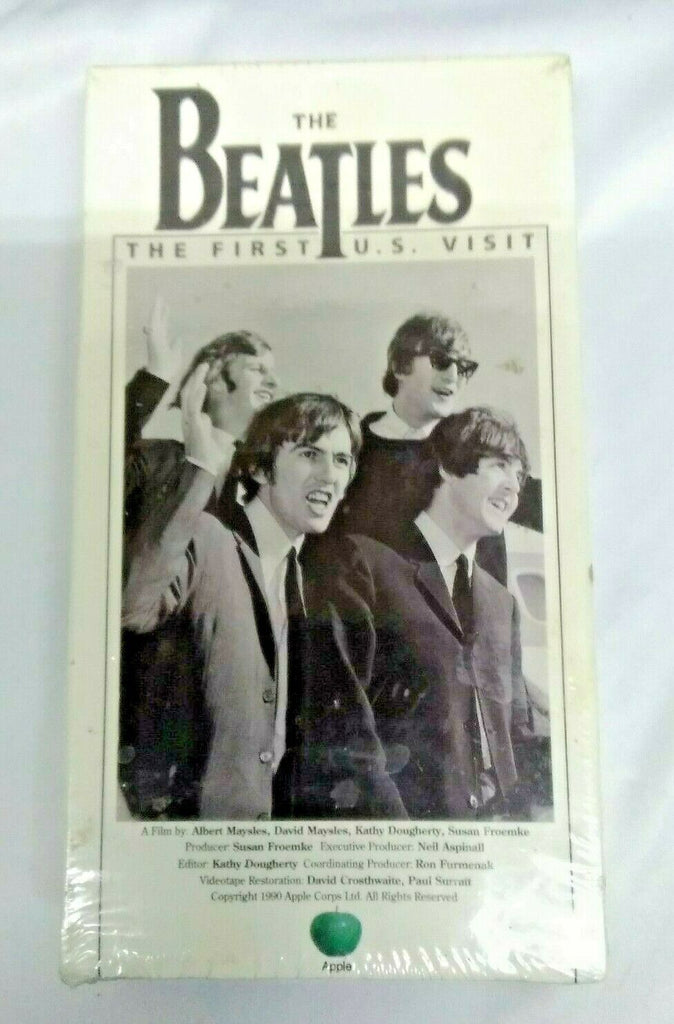 THE
BEATLES
THE FIRST U.S. VISIT
A Film by: Albert Maysles, David Maysles, Kathy Dougherty, Susan Froemke
Producer: Susan Froemke Executive Producer: Neil Aspinall
Editor: Kathy Dougherty Coordinating Producer: Ron Furmenak
Videotape Restoration: David Crosthwaite, Paul Surratt
Copyright 1990 Apple Corps Ltd. All Rights Reserved
Apple